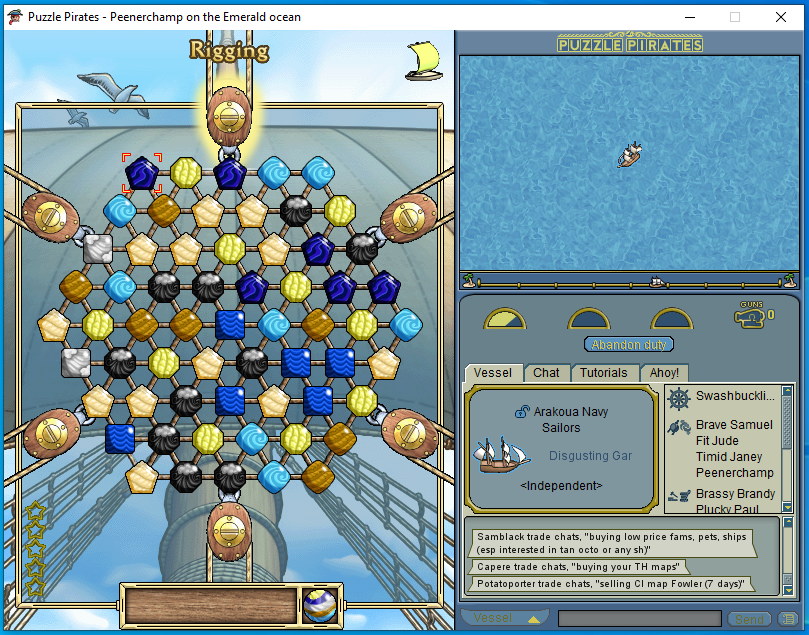 Puzzle Pirates - Peenerchamp on the Emerald ocean
Rigging
PUZZLE PIRATES
GUNS
0
Abandon duty
Vessel
Chat
Tutorials
Ahoy!
Arakoua Navy
Sailors
Disgusting Gar
<Independent>
Swashbuckli...
Brave Samuel
Fit Jude
Timid Janey
Peenerchamp
Brassy Brandy
Plucky Paul
Samblack trade chats, "buying low price fams, pets, ships
(esp interested in tan octo or any sh)"
Capere trade chats, "buying your TH maps"
Potatoporter trade chats, "selling CI map Fowler (7 days)"
Vessel
Send